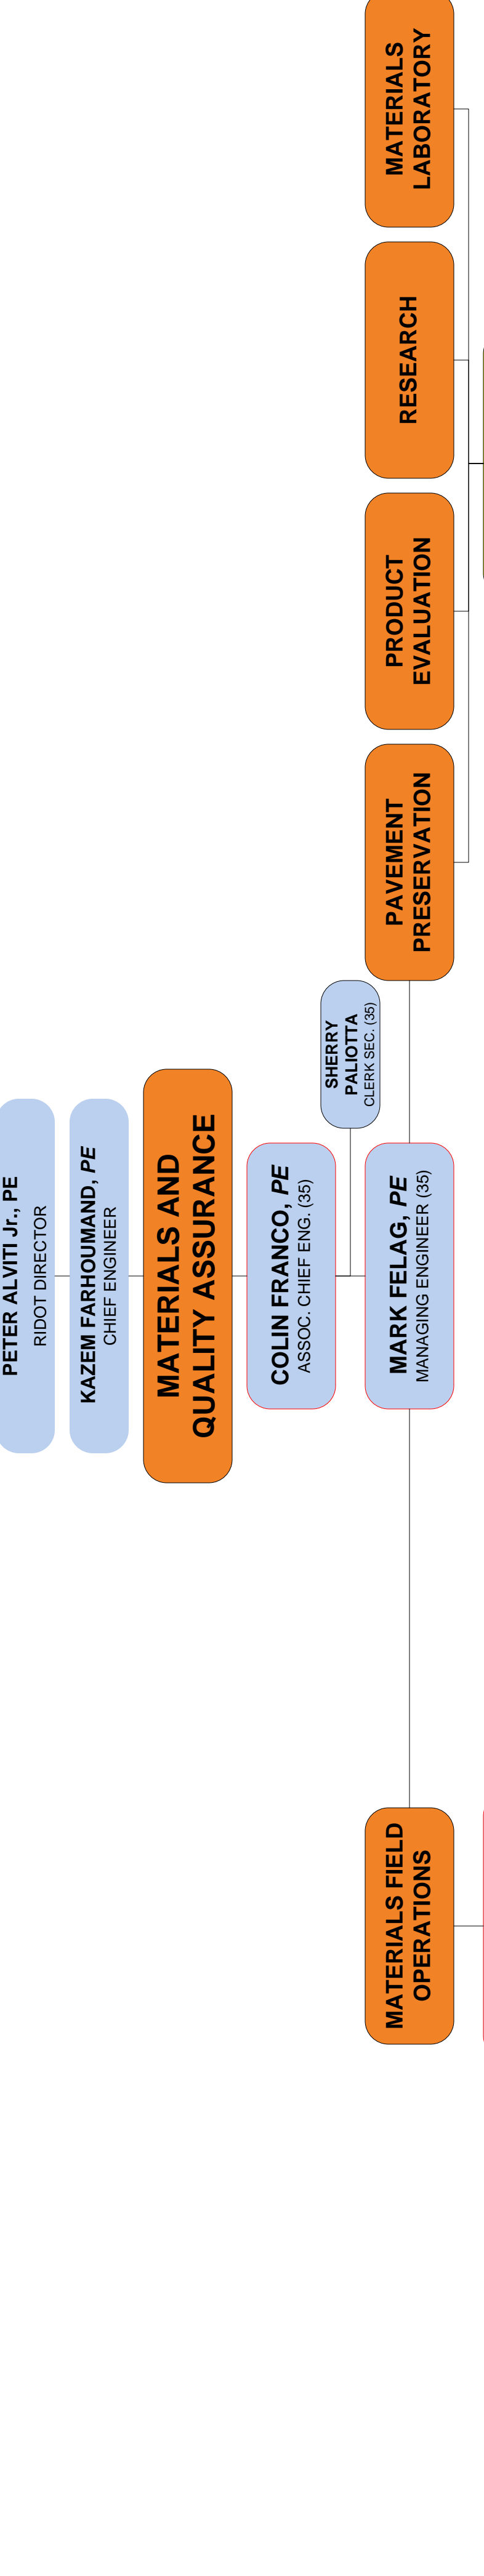 PETER ALVITI Jr., PE
RIDOT DIRECTOR
KAZEM FARHOUMAND, PE
CHIEF ENGINEER
MATERIALS AND
QUALITY ASSURANCE
COLIN FRANCO, PE
ASSOC. CHIEF ENG. (35)
SHERRY
PALIOTTA
CLERK SEC. (35)
MARK FELAG, PE
MANAGING ENGINEER (35)
MATERIALS FIELD
OPERATIONS
PAVEMENT
PRESERVATION
PRODUCT
EVALUATION
RESEARCH
MATERIALS
LABORATORY